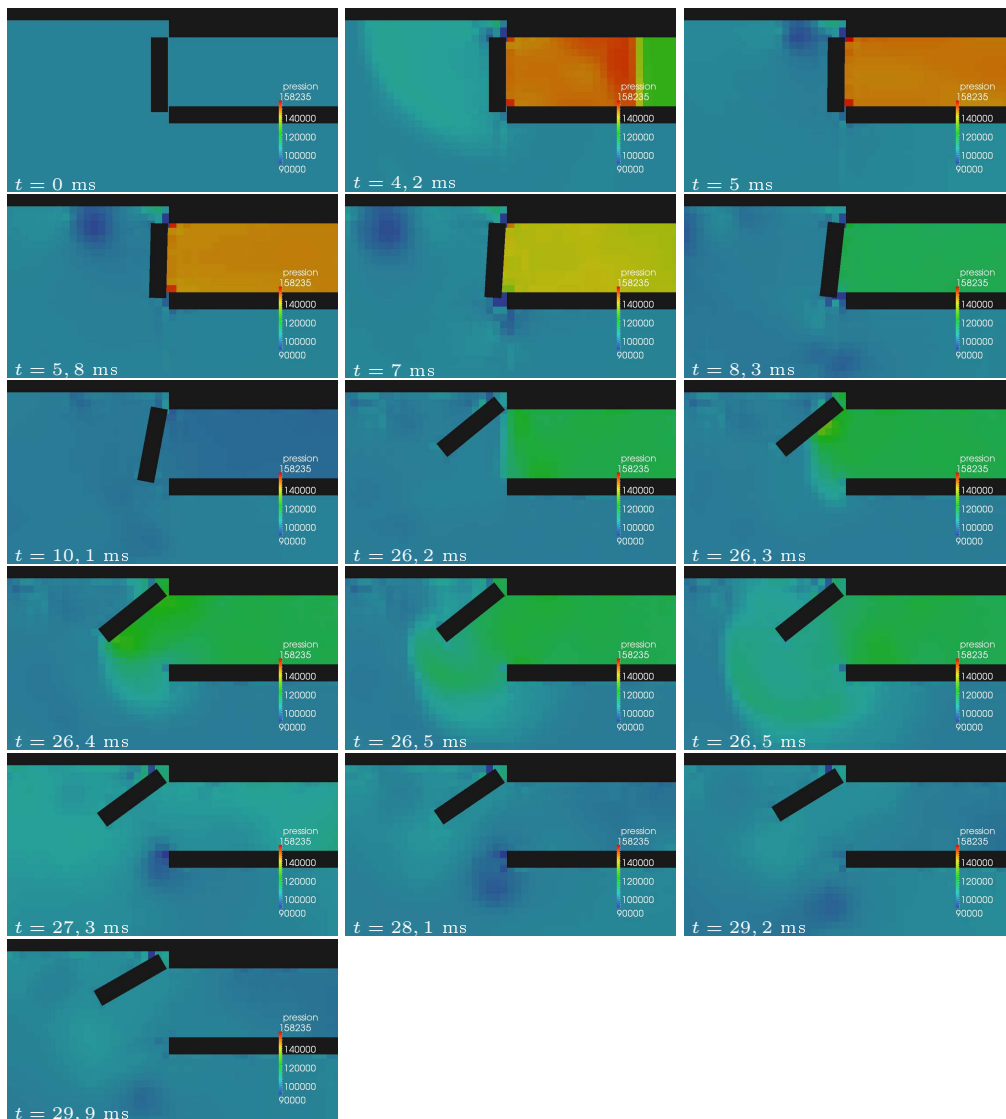 pression
158235
140000
120000
100000
90000
t = 0 ms
pression
158235
140000
120000
100000
90000
t = 4, 2 ms
pression
158235
140000
120000
100000
90000
t = 5 ms
pression
158235
140000
120000
100000
90000
t = 5, 8 ms
pression
158235
140000
120000
100000
90000
t = 7 ms
pression
158235
140000
120000
100000
90000
t = 8, 3 ms
pression
158235
140000
120000
100000
90000
t = 10, 1 ms
pression
158235
140000
120000
100000
90000
t = 26, 2 ms
pression
158235
140000
120000
100000
90000
t = 26, 3 ms
pression
158235
140000
120000
100000
90000
t = 26, 4 ms
pression
158235
140000
120000
100000
90000
t = 26, 5 ms
pression
158235
140000
120000
100000
90000
t = 26, 5 ms
pression
158235
140000
120000
100000
90000
t = 27, 3 ms
pression
158235
140000
120000
100000
90000
t = 28, 1 ms
pression
158235
140000
120000
100000
90000
t = 29, 2 ms
pression
158235
140000
120000
100000
90000
t = 29, 9 ms